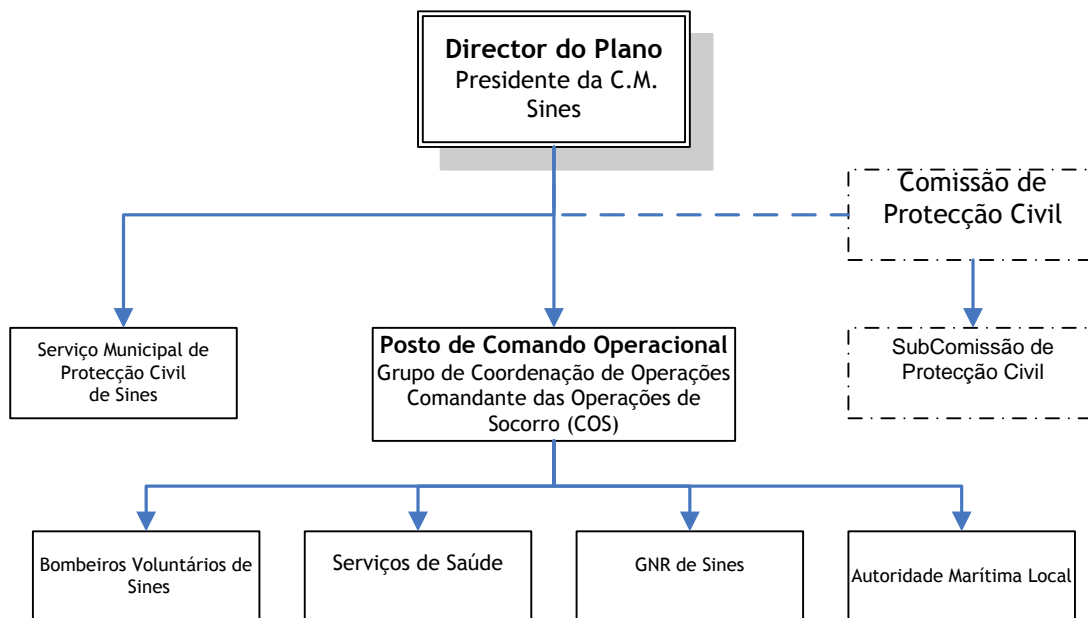 Director do Plano
Presidente da C.M.
Sines
Comissão de
Protecção Civil
Serviço Municipal de
Protecção Civil
de Sines
Posto de Comando Operacional
Grupo de Coordenação de Operações
Comandante das Operações de
Socorro (COS)
SubComissão de
Protecção Civil
Bombeiros Voluntários de
Sines
Serviços de Saúde
GNR de Sines
Autoridade Marítima Local